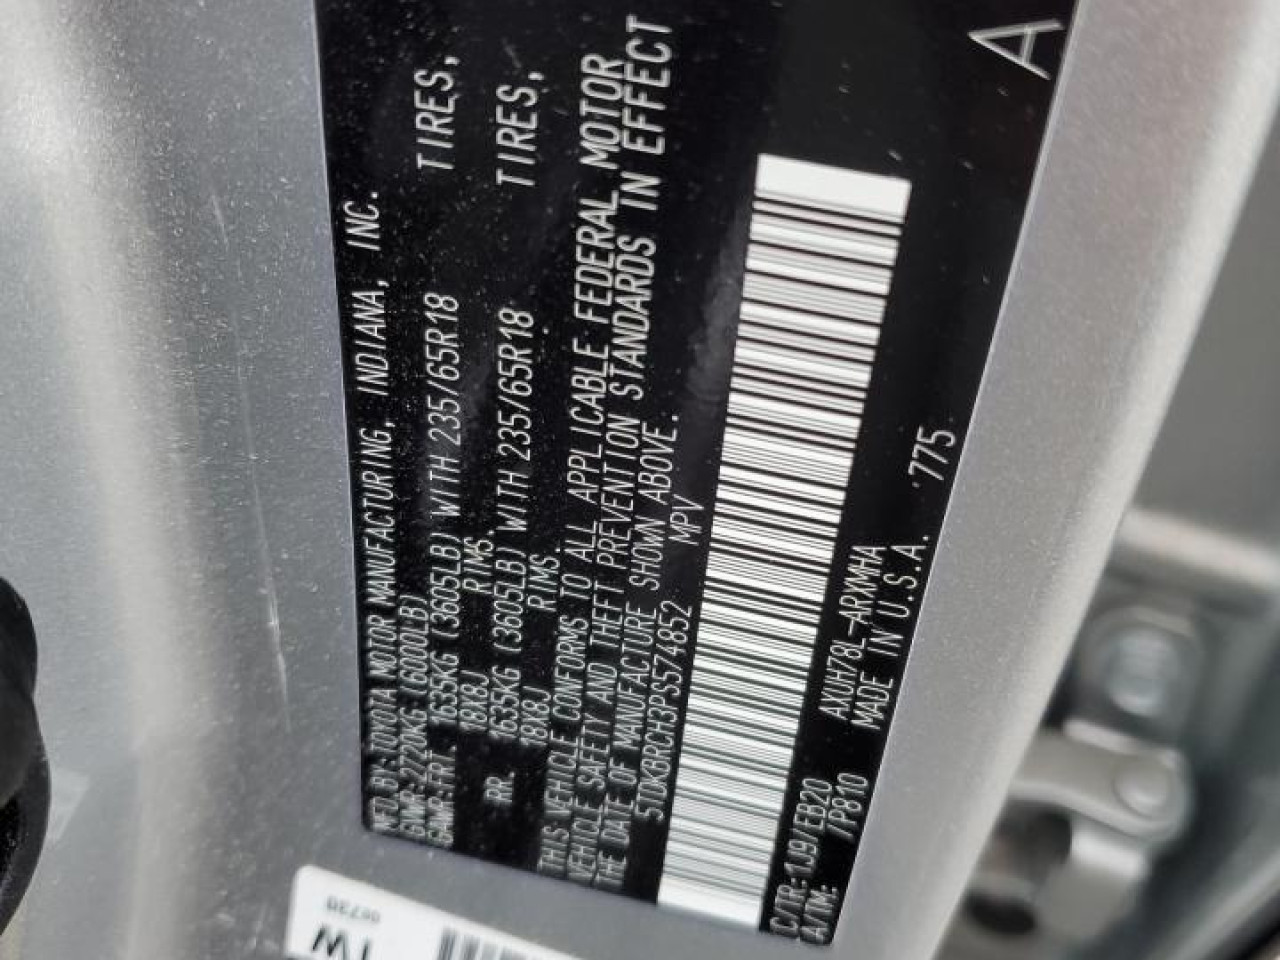 MFD. BY: TOYOTA MOTOR MANUFACTURING, INDIANA, INC.
GVWR: 2720KG (6000LB)
GAWR: FRT. 1635KG (3605LB) WITH 235/65R18 TIRES,
18X8J RIMS.
RR. 1635KG (3605LB) WITH 235/65R18 TIRES,
18X8J RIMS.
THIS VEHICLE CONFORMS TO ALL APPLICABLE FEDERAL MOTOR
VEHICLE SAFETY AND THEFT PREVENTION STANDARDS IN EFFECT
THE DATE OF MANUFACTURE SHOWN ABOVE.
5TDKBRCH3PS574852 MPV
C/TR: 1J9/EB20 AXUH78L-ARXMHA
A/TM: /P810 MADE IN U.S.A. 775
A